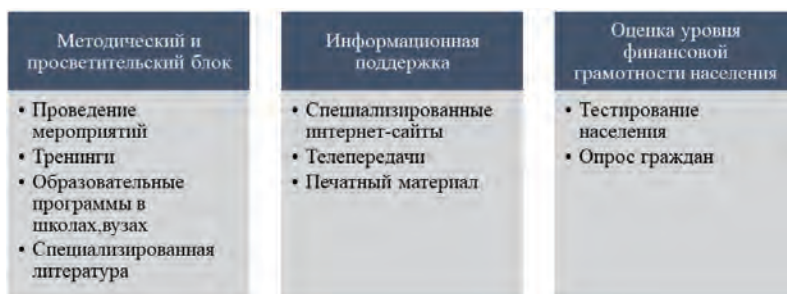 Методический и
просветительский блок
• Проведение
мероприятий
• Тренинги
• Образовательные
программы в
школах,вузах
• Специализированная
литература
Информационная
поддержка
• Специализированные
интернет-сайты
• Телепередачи
• Печатный материал
Оценка уровня
финансовой
грамотности населения
• Тестирование
населения
• Опрос граждан